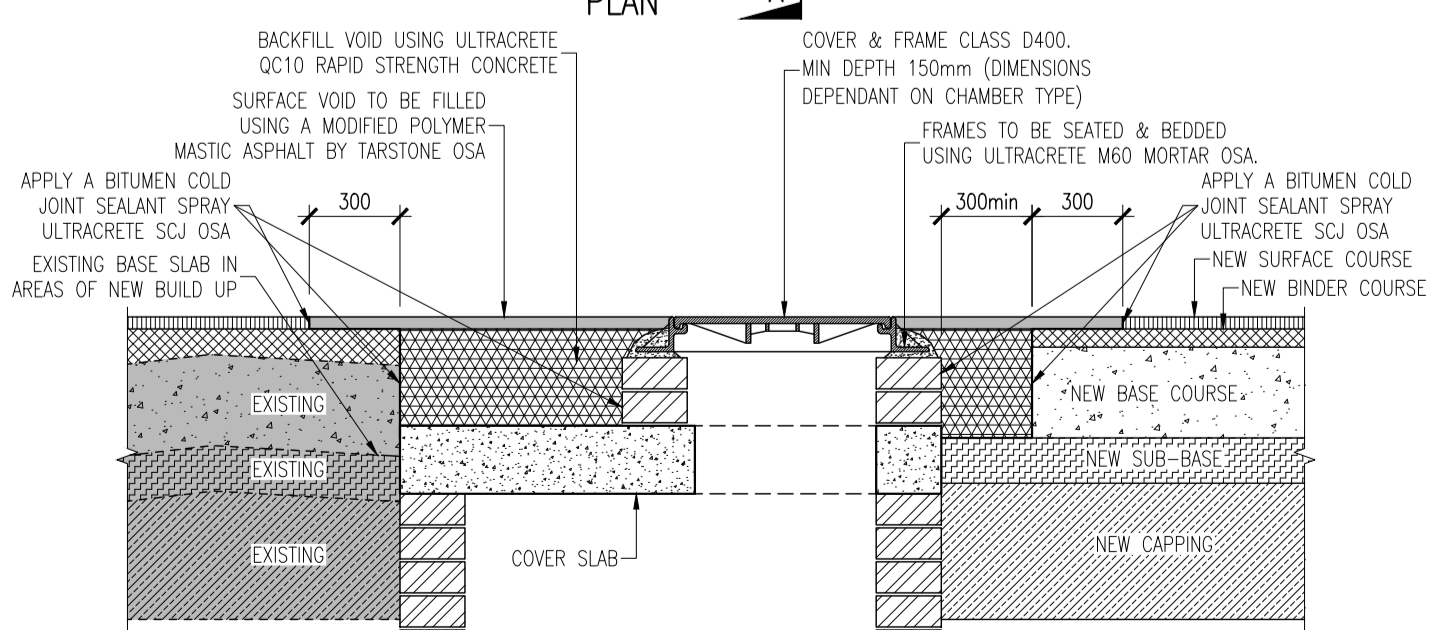 PLAN
BACKFILL VOID USING ULTRACRETE
QC10 RAPID STRENGTH CONCRETE
SURFACE VOID TO BE FILLED
USING A MODIFIED POLYMER
MASTIC ASPHALT BY TARSTONE OSA
APPLY A BITUMEN COLD
JOINT SEALANT SPRAY
ULTRACRETE SCJ OSA
EXISTING BASE SLAB IN
AREAS OF NEW BUILD UP
300
COVER & FRAME CLASS D400.
MIN DEPTH 150mm (DIMENSIONS
DEPENDANT ON CHAMBER TYPE)
FRAMES TO BE SEATED & BEDDED
USING ULTRACRETE M60 MORTAR OSA.
300min
300
APPLY A BITUMEN COLD
JOINT SEALANT SPRAY
ULTRACRETE SCJ OSA
NEW SURFACE COURSE
NEW BINDER COURSE
EXISTING
EXISTING
EXISTING
COVER SLAB
NEW BASE COURSE
NEW SUB-BASE
NEW CAPPING